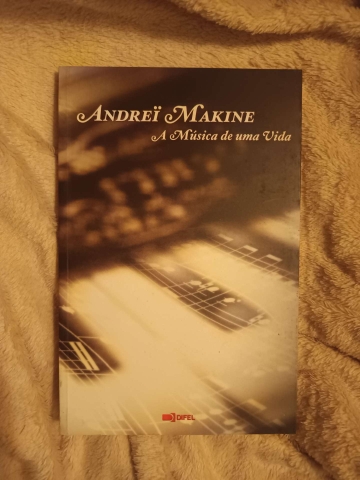 ANDREÏ MAKINE
A Música de uma Vida
DIFEL